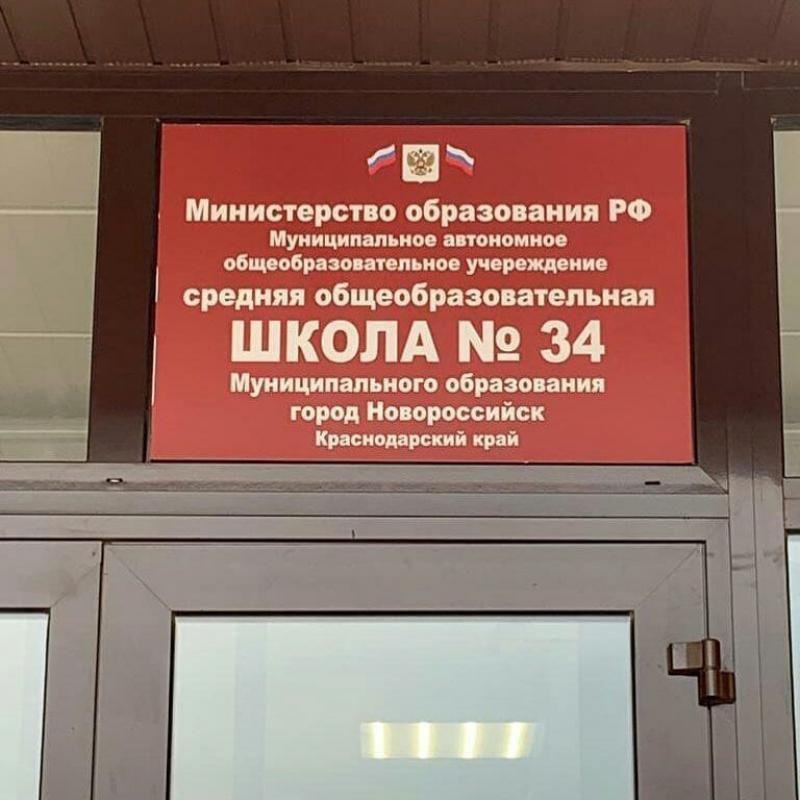 Министерство образования РФ
Муниципальное автономное
общеобразовательное учереждение
средняя общеобразовательная
ШКОЛА № 34
Муниципального образования
город Новороссийск
Краснодарский край